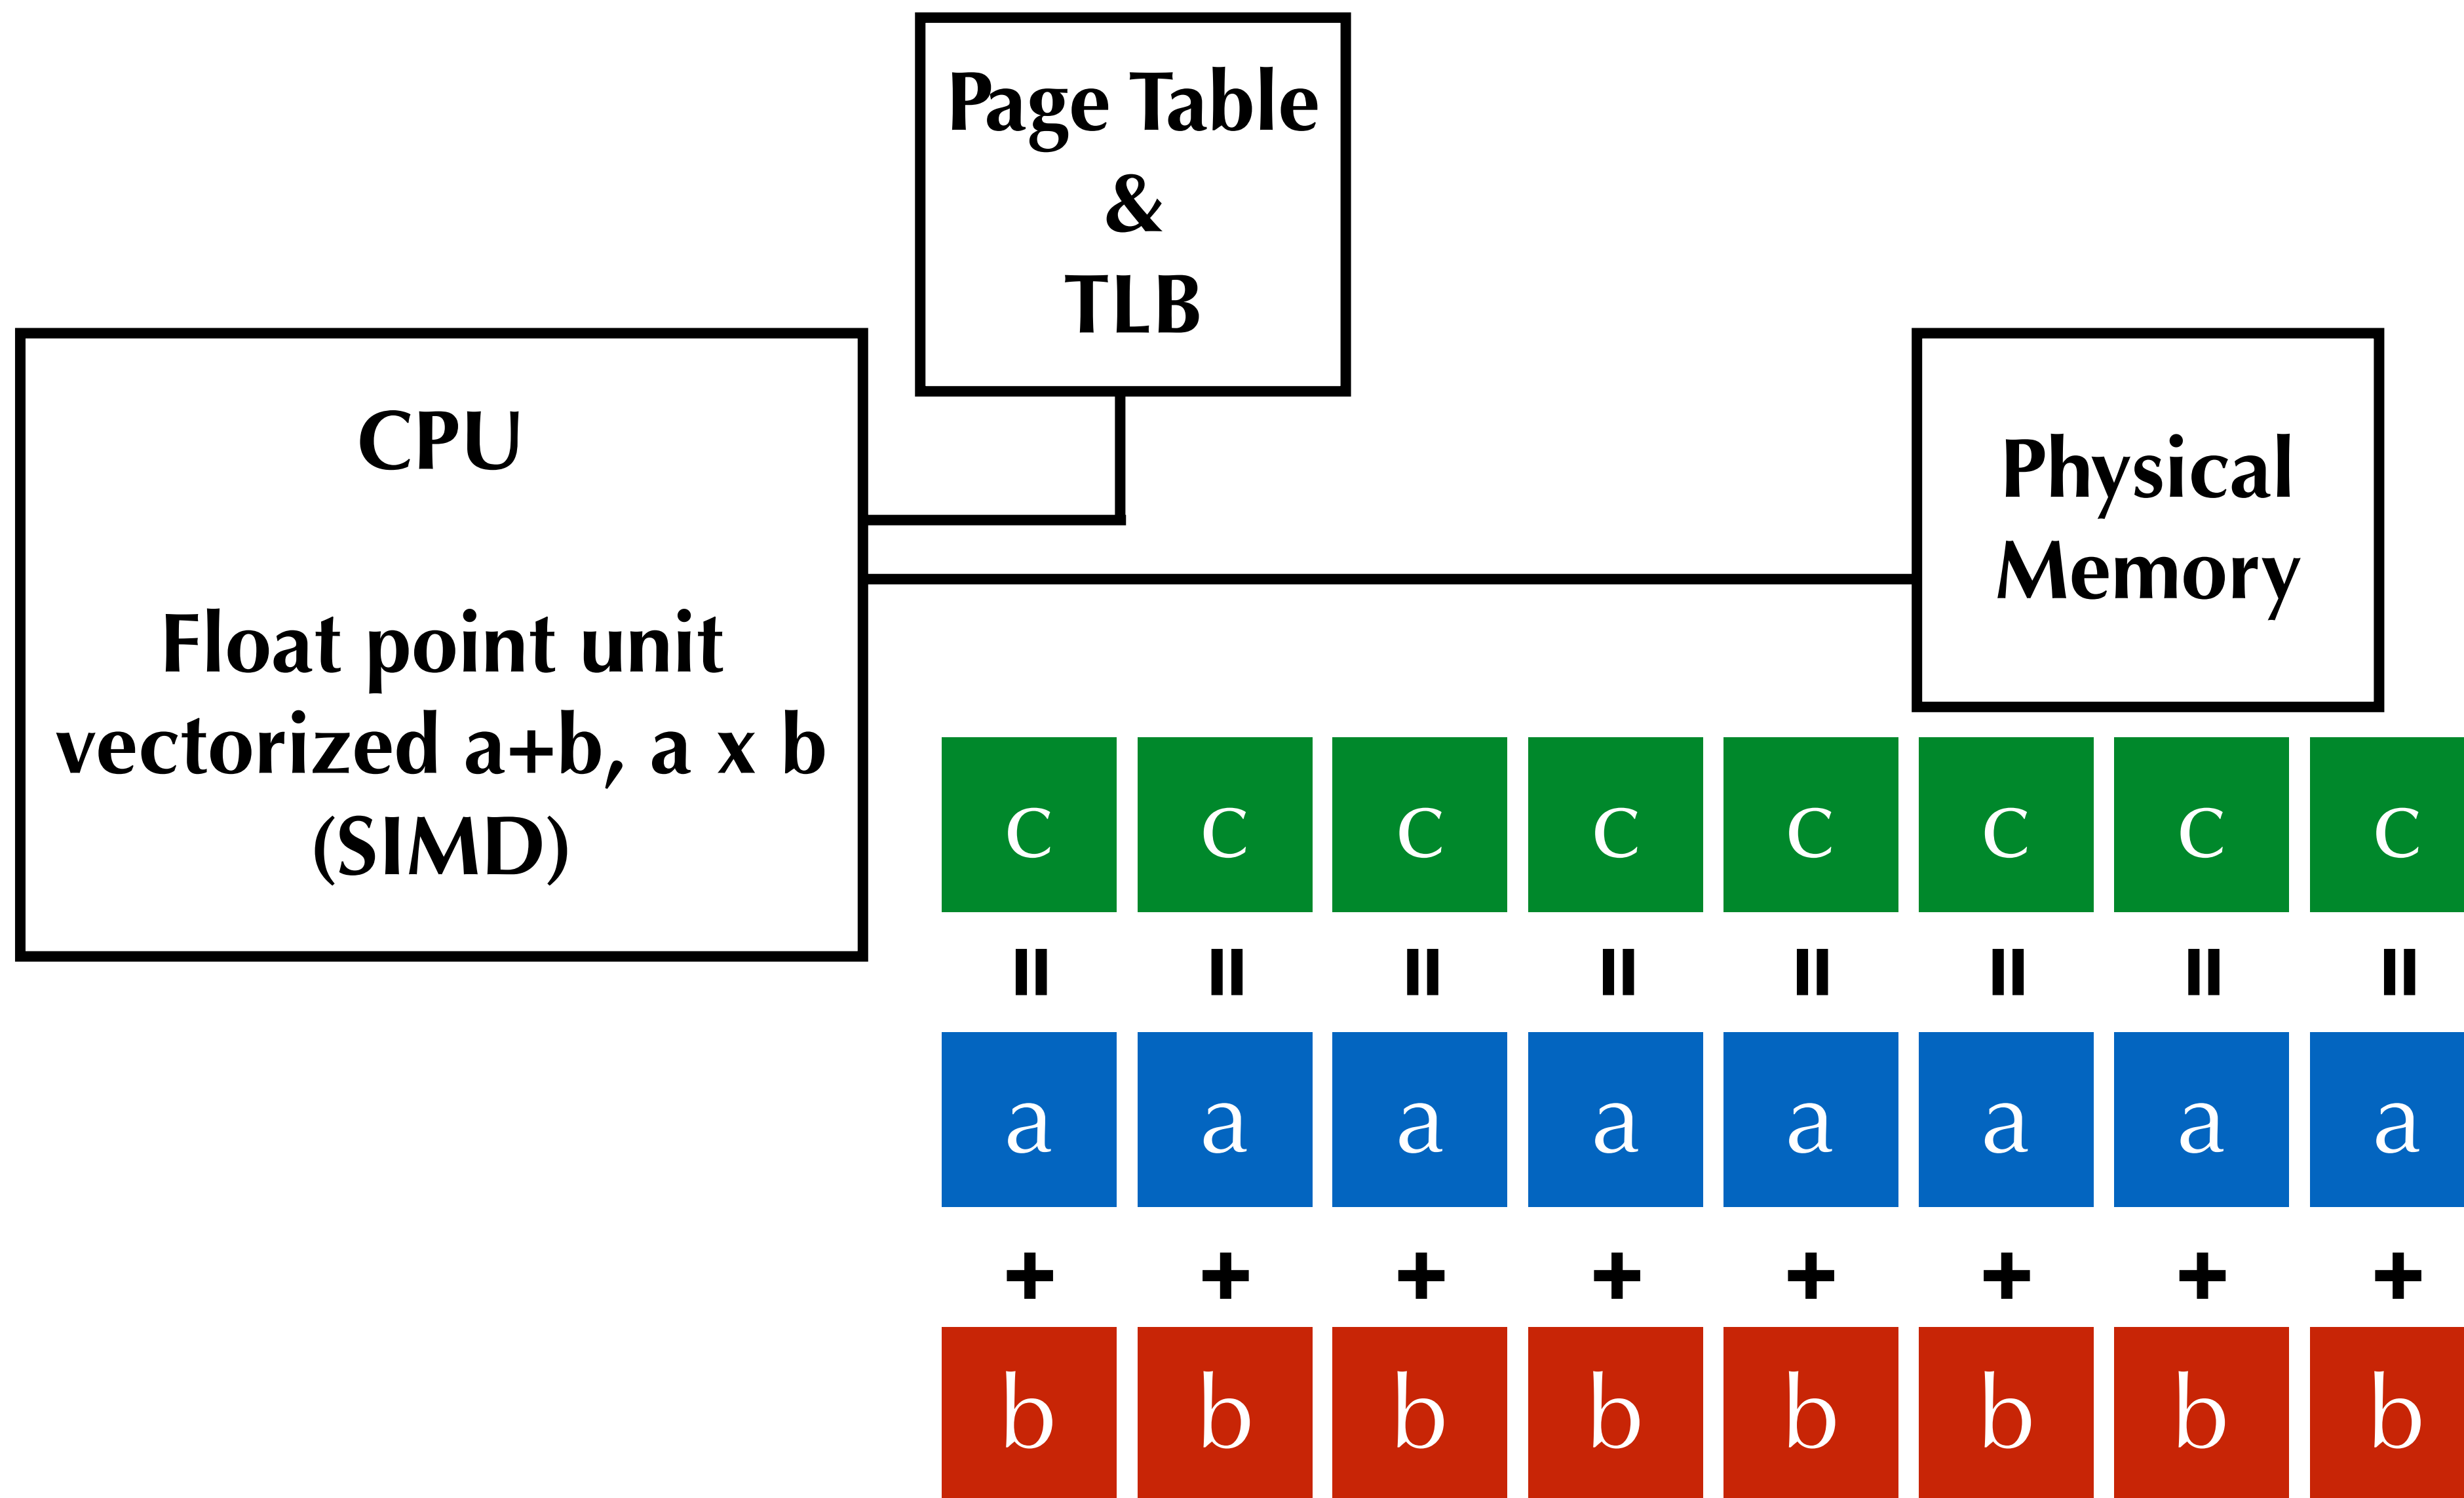 Page Table
&
TLB
CPU
Float point unit
vectorized a+b, a x b
(SIMD)
Physical
Memory
C C C C C C C C
= = = = = = = =
a a a a a a a a
+ + + + + + + +
b b b b b b b b